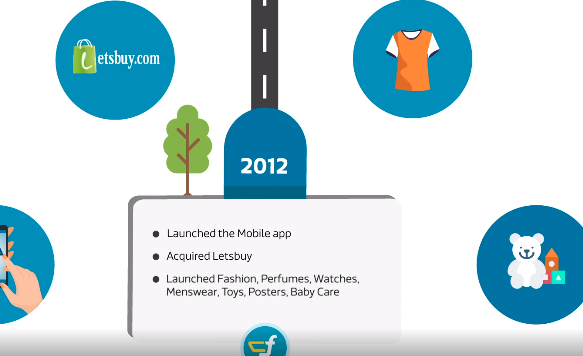 Letsbuy.com
2012
Launched the Mobile app
Acquired Letsbuy
Launched Fashion, Perfumes, Watches,
Menswear, Toys, Posters, Baby Care